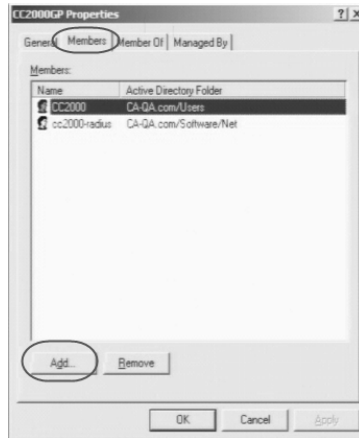 CC2000GP Properties
General Members Member Of Managed By
Members:
Name Active Directory Folder
CC2000 CA-QA.com/Users
cc2000-radius CA-QA.com/Software/Net
Add... Remove
OK Cancel Apply